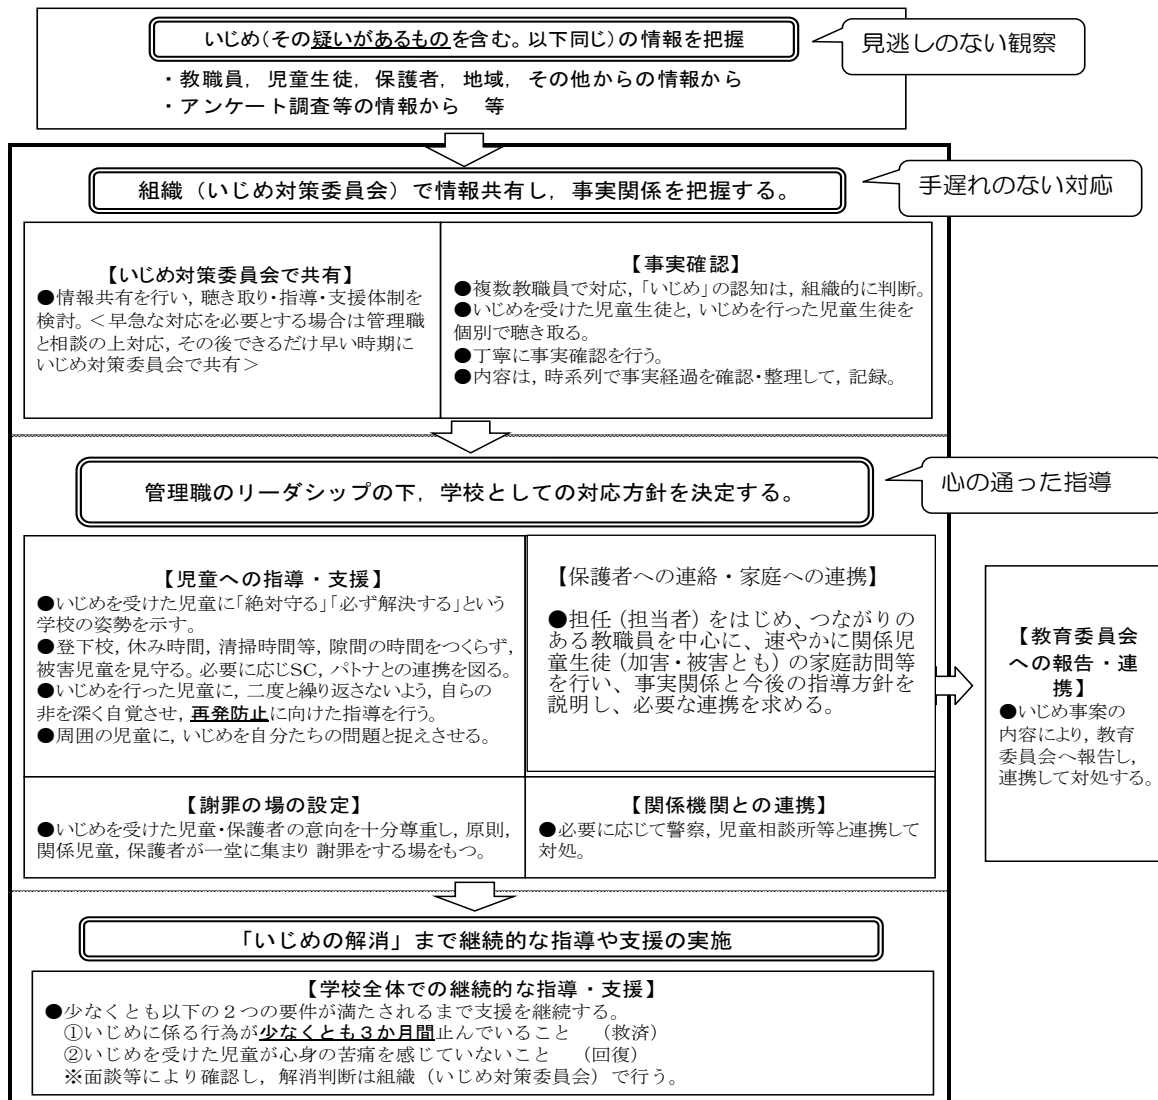 いじめ（その疑いがあるものを含む。以下同じ）の情報を把握
見逃しのない観察
・教職員，児童生徒，保護者，地域，その他からの情報から
・アンケート調査等の情報から　等
組織（いじめ対策委員会）で情報共有し，事実関係を把握する。
手遅れのない対応
【いじめ対策委員会で共有】
●情報共有を行い，聴き取り・指導・支援体制を
検討。＜早急な対応を必要とする場合は管理職
と相談の上対応，その後できるだけ早い時期に
いじめ対策委員会で共有＞
【事実確認】
●複数教職員で対応，「いじめ」の認知は，組織的に判断。
●いじめを受けた児童生徒と，いじめを行った児童生徒を
個別で聴き取る。
●丁寧に事実確認を行う。
●内容は，時系列で事実経過を確認・整理して，記録。
管理職のリーダシップの下，学校としての対応方針を決定する。
心の通った指導
【児童への指導・支援】
●いじめを受けた児童に「絶対守る」「必ず解決する」という
学校の姿勢を示す。
●登下校，休み時間，清掃時間等，隙間の時間をつくらず，
被害児童を見守る。必要に応じSC，パトナとの連携を図る。
●いじめを行った児童に，二度と繰り返さないよう，自らの
非を深く自覚させ，再発防止に向けた指導を行う。
●周囲の児童に，いじめを自分たちの問題と捉えさせる。
【保護者への連絡・家庭への連携】
●担任（担当者）をはじめ、つながりの
ある教職員を中心に、速やかに関係児
童生徒（加害・被害とも）の家庭訪問等
を行い、事実関係と今後の指導方針を
説明し、必要な連携を求める。
【教育委員会
への報告・連
携】
●いじめ事案の
内容により，教育
委員会へ報告し，
連携して対処する。
【謝罪の場の設定】
●いじめを受けた児童・保護者の意向を十分尊重し，原則，
関係児童，保護者が一堂に集まり 謝罪をする場をもつ。
【関係機関との連携】
●必要に応じて警察，児童相談所等と連携して
対処。
「いじめの解消」まで継続的な指導や支援の実施
【学校全体での継続的な指導・支援】
●少なくとも以下の２つの要件が満たされるまで支援を継続する。
①いじめに係る行為が少なくとも３か月間止んでいること　（救済）
②いじめを受けた児童が心身の苦痛を感じていないこと　（回復）
※面談等により確認し，解消判断は組織（いじめ対策委員会）で行う。